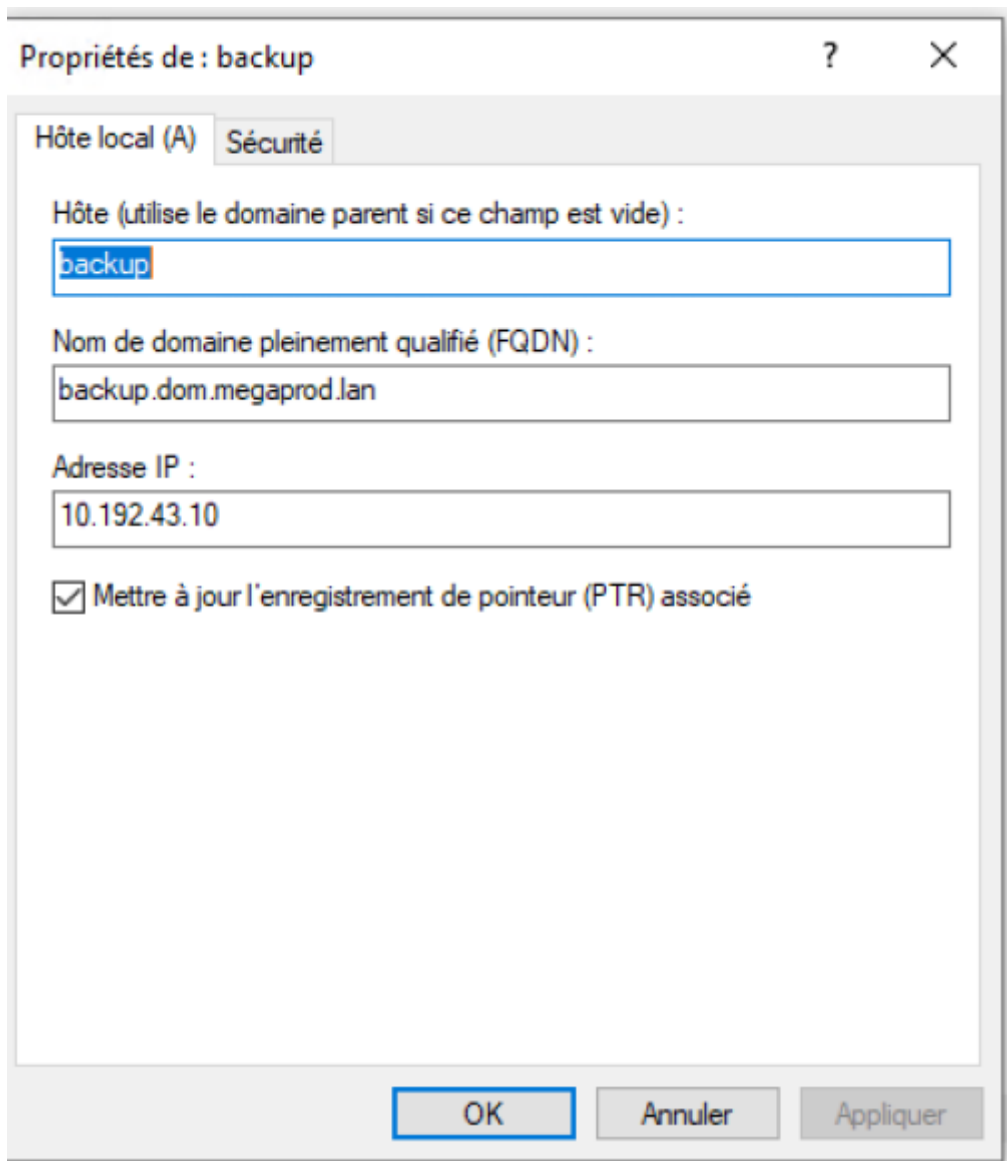 Propriétés de : backup ? ×
Hôte local (A) Sécurité
Hôte (utilise le domaine parent si ce champ est vide) :
backup
Nom de domaine pleinement qualifié (FQDN) :
backup.dom.megaprod.lan
Adresse IP :
10.192.43.10
Mettre à jour l'enregistrement de pointeur (PTR) associé
OK Annuler Appliquer